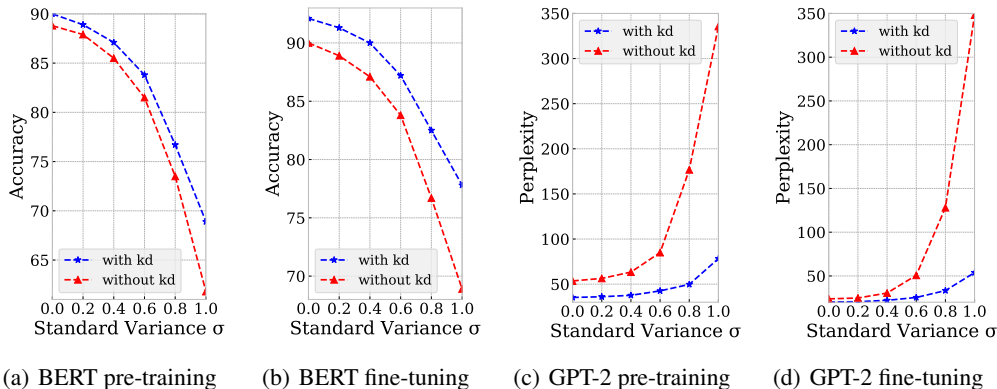 90
85
80
75
70
65
Accuracy
with kd
without kd
0.0 0.2 0.4 0.6 0.8 1.0
Standard Variance σ
(a) BERT pre-training
90
85
80
75
70
Accuracy
with kd
without kd
0.0 0.2 0.4 0.6 0.8 1.0
Standard Variance σ
(b) BERT fine-tuning
350
300
250
200
150
100
50
Perplexity
with kd
without kd
0.0 0.2 0.4 0.6 0.8 1.0
Standard Variance σ
(c) GPT-2 pre-training
350
300
250
200
150
100
50
Perplexity
with kd
without kd
0.0 0.2 0.4 0.6 0.8 1.0
Standard Variance σ
(d) GPT-2 fine-tuning